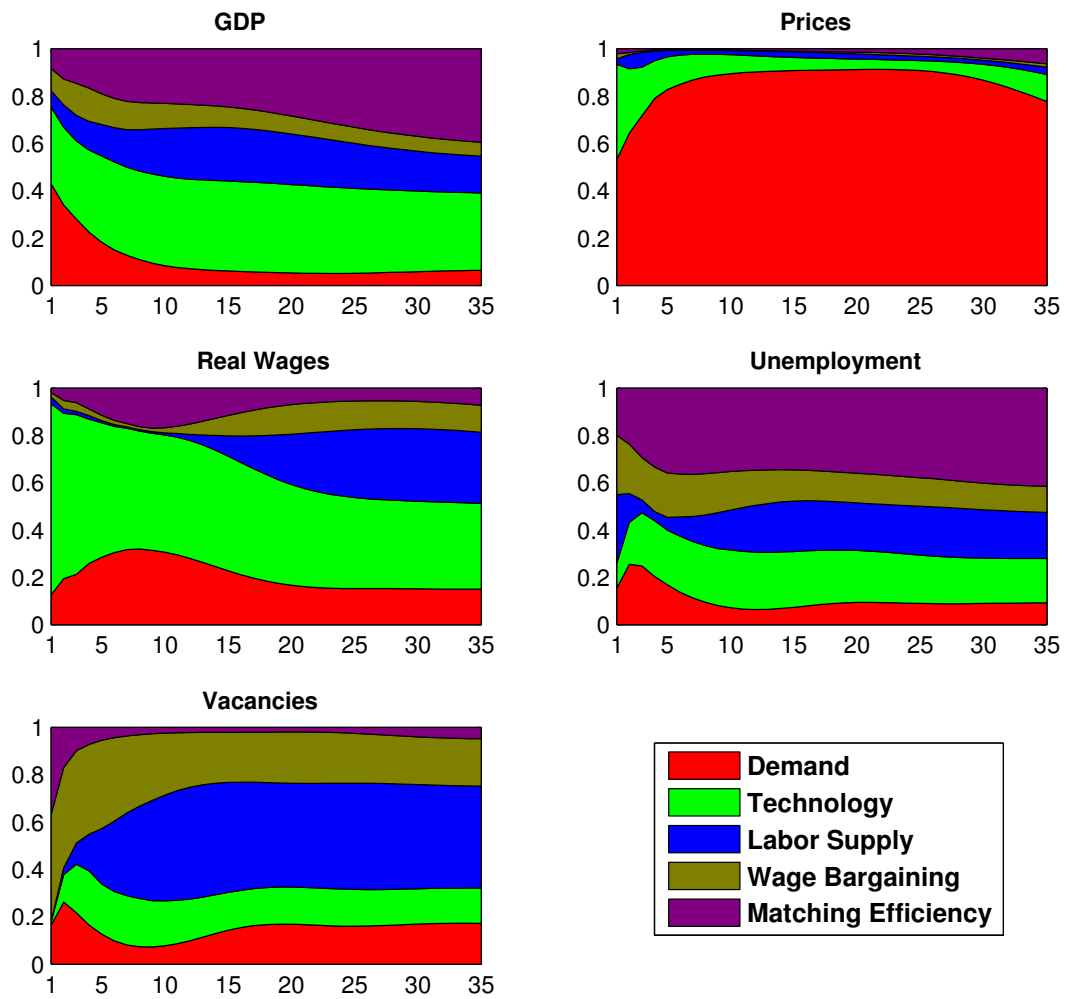 GDP
1
0.8
0.6
0.4
0.2
0
1 5 10 15 20 25 30 35
Prices
1
0.8
0.6
0.4
0.2
0
1 5 10 15 20 25 30 35
Real Wages
1
0.8
0.6
0.4
0.2
0
1 5 10 15 20 25 30 35
Unemployment
1
0.8
0.6
0.4
0.2
0
1 5 10 15 20 25 30 35
Vacancies
1
0.8
0.6
0.4
0.2
0
1 5 10 15 20 25 30 35
Demand
Technology
Labor Supply
Wage Bargaining
Matching Efficiency